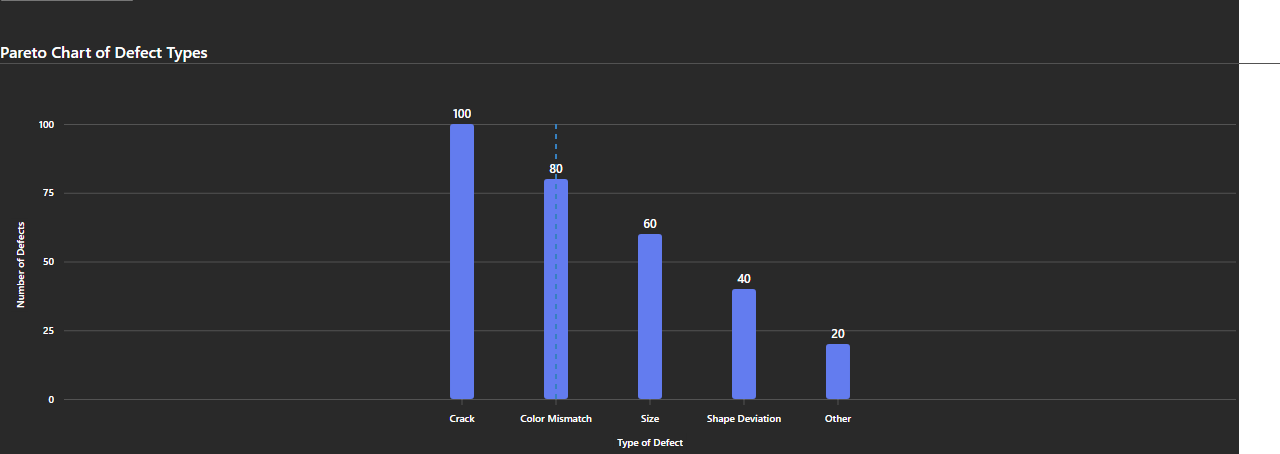 Pareto Chart of Defect Types
100
100
80
75
60
50
40
25
20
0
Number of Defects
Crack Color Mismatch Size Shape Deviation Other
Type of Defect